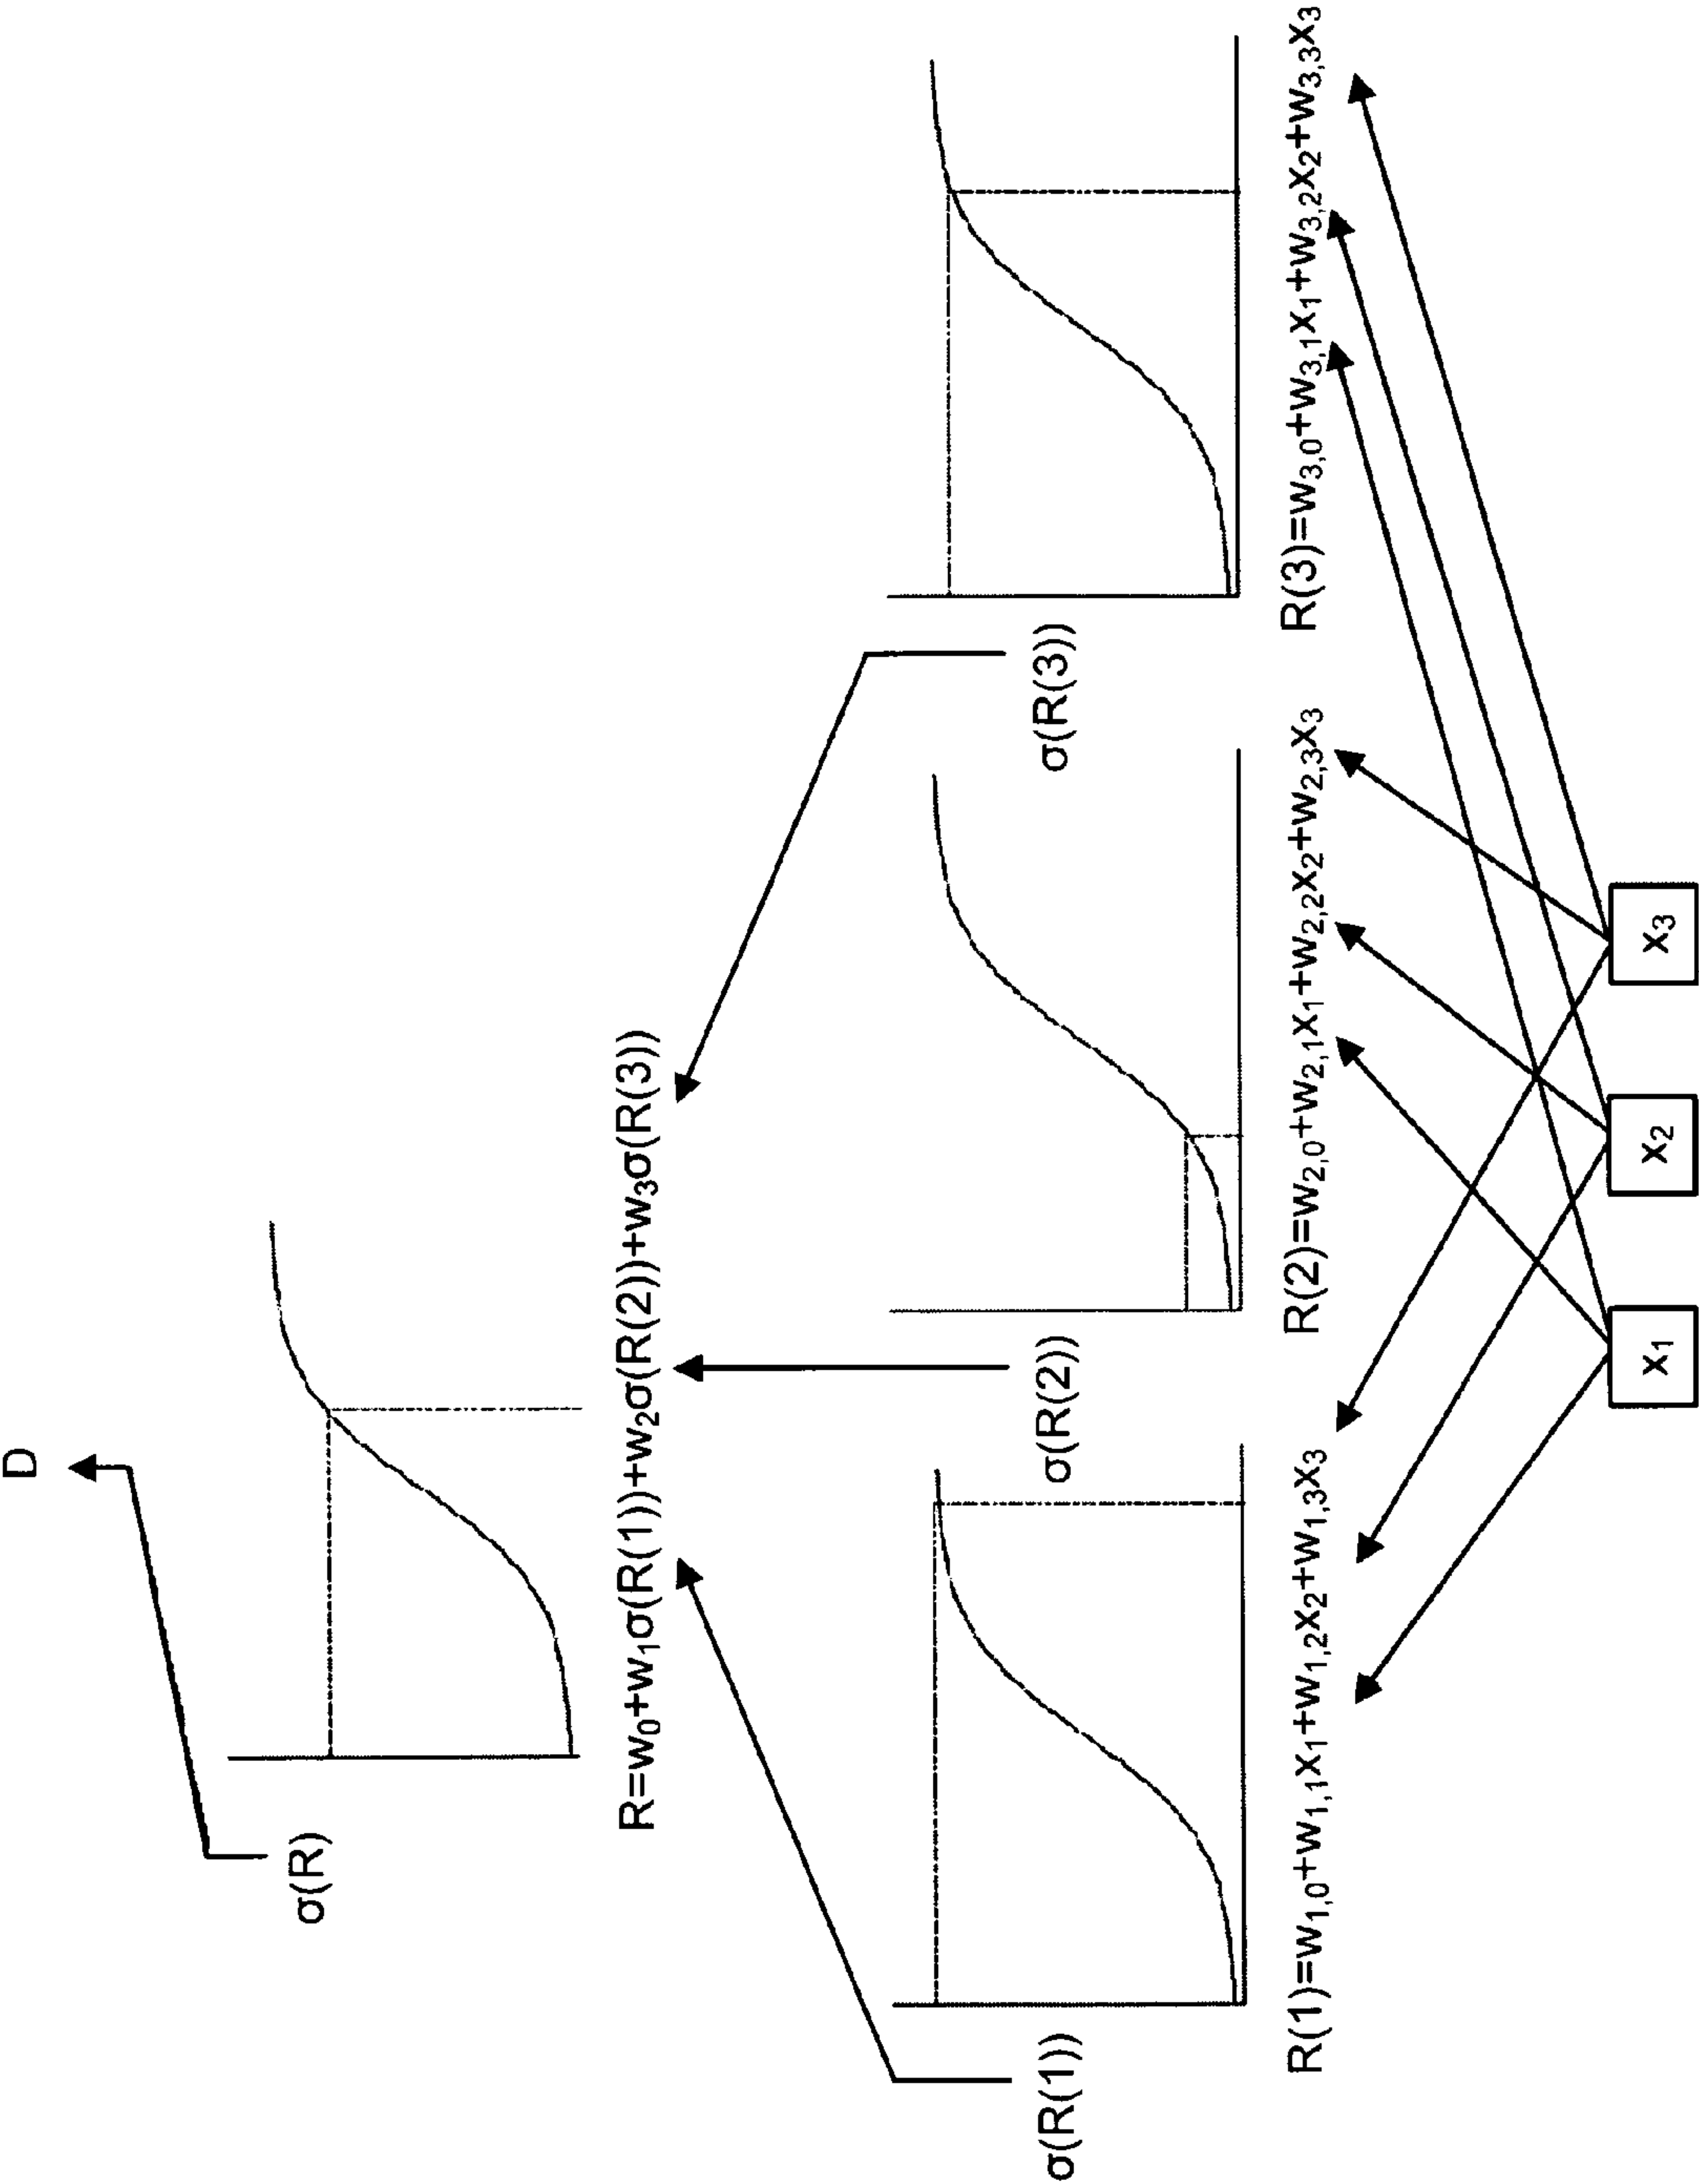 D
σ(R)
R=w₀+w₁σ(R(1))+w₂σ(R(2))+w₃σ(R(3))
σ(R(1))
σ(R(2))
σ(R(3))
R(1)=w₁,₀+w₁,₁x₁+w₁,₂x₂+w₁,₃x₃
R(2)=w₂,₀+w₂,₁x₁+w₂,₂x₂+w₂,₃x₃
R(3)=w₃,₀+w₃,₁x₁+w₃,₂x₂+w₃,₃x₃
x₁
x₂
x₃